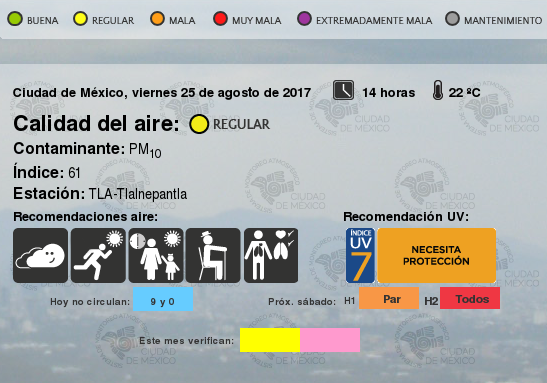 BUENA REGULAR MALA MUY MALA EXTREMADAMENTE MALA MANTENIMIENTO
Ciudad de México, viernes 25 de agosto de 2017 14 horas 22 ºC
Calidad del aire: REGULAR
Contaminante: PM10
Índice: 61
Estación: TLA-Tlalnepantla
Recomendaciones aire: Recomendación UV:
ÍNDICE
UV
7
NECESITA
PROTECCIÓN
Hoy no circulan: 9 y 0 Próx. sábado: H1 Par H2 Todos
Este mes verifican:
CIUDAD
DE MÉXICO